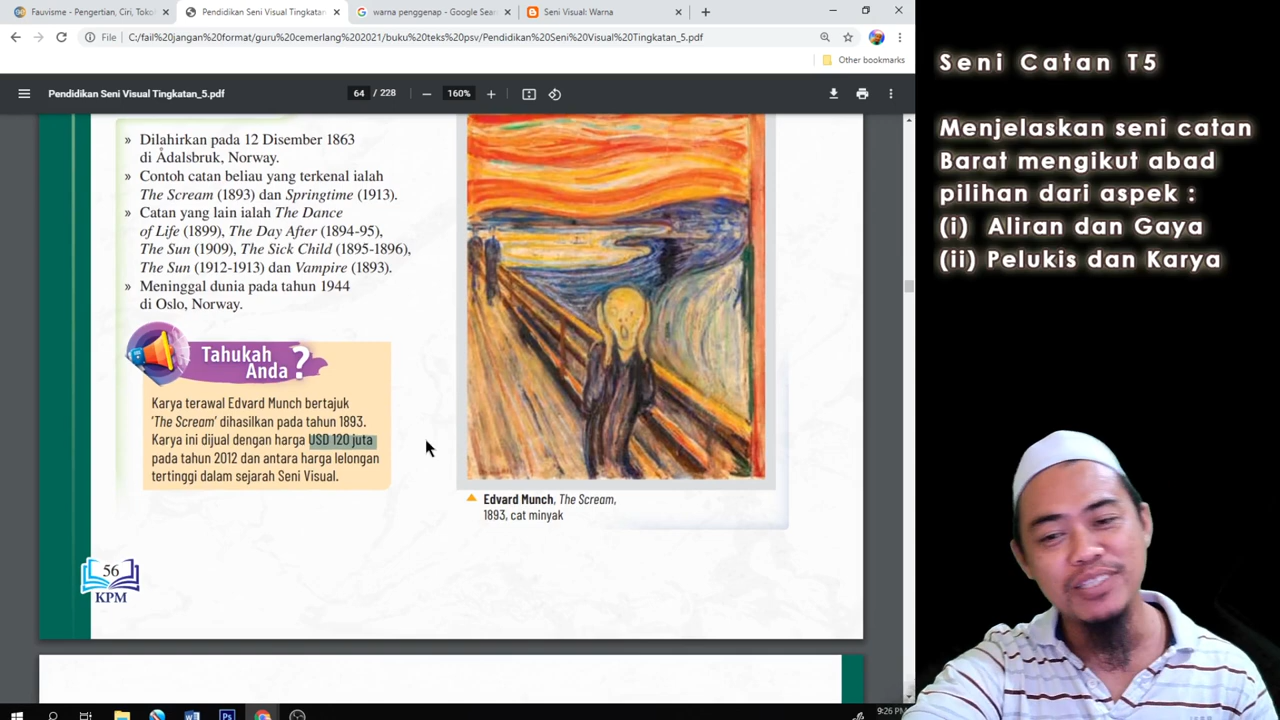 Fauvisme - Pengertian, Ciri, Tokoh
Pendidikan Seni Visual Tingkatan_
warna penggenap - Google Sear
Seni Visual: Warna
File
C:/fail%20jangan%20format/guru%20cemerlang%202021/buku%20teks%20psv/Pendidikan%20Seni%20Visual%20Tingkatan_5.pdf
Other bookmarks
Pendidikan Seni Visual Tingkatan_5.pdf
64 / 228
160%
» Dilahirkan pada 12 Disember 1863
di Ådalsbruk, Norway.
» Contoh catan beliau yang terkenal ialah
The Scream (1893) dan Springtime (1913).
» Catan yang lain ialah The Dance
of Life (1899), The Day After (1894-95),
The Sun (1909), The Sick Child (1895-1896),
The Sun (1912-1913) dan Vampire (1893).
» Meninggal dunia pada tahun 1944
di Oslo, Norway.
Tahukah
Anda ?
Karya terawal Edvard Munch bertajuk
‘The Scream’ dihasilkan pada tahun 1893.
Karya ini dijual dengan harga USD 120 juta
pada tahun 2012 dan antara harga lelongan
tertinggi dalam sejarah Seni Visual.
Edvard Munch, The Scream,
1893, cat minyak
56
KPM
Seni Catan T5
Menjelaskan seni catan
Barat mengikut abad
pilihan dari aspek :
(i) Aliran dan Gaya
(ii) Pelukis dan Karya
9:26 PM